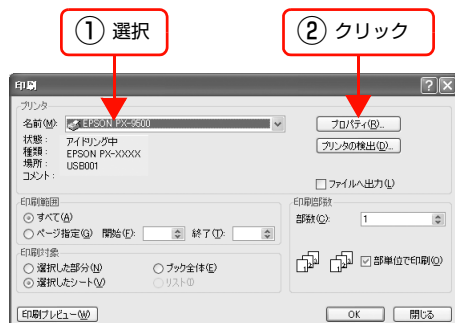 ① 選択
② クリック
印刷
プリンタ
名前(M): EPSON PX-5500 プロパティ(R)...
状態: アイドリング中
種類: EPSON PX-XXXX プリンタの検出(D)...
場所: USB001
コメント: ファイルへ出力(L)
印刷範囲
すべて(A)
ページ指定(G) 開始(F): 終了(T):
印刷部数
部数(C): 1
部単位で印刷(O)
印刷対象
選択した部分(N) ブック全体(E)
選択したシート(V) リスト(I)
印刷プレビュー(W) OK 閉じる